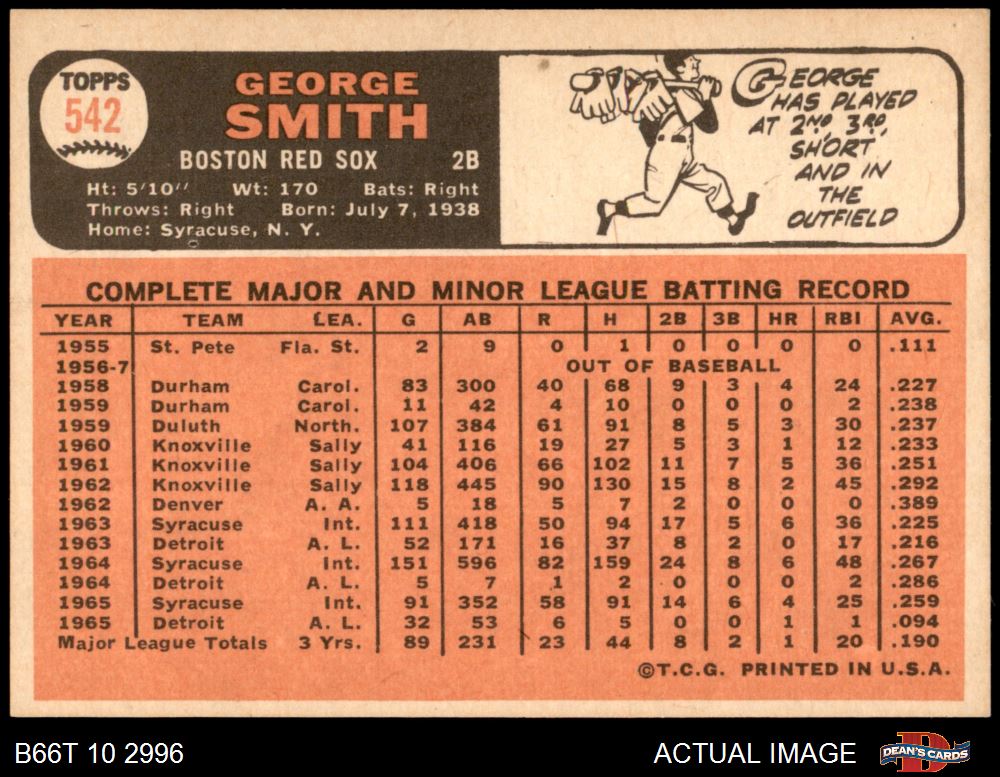 TOPPS
542
GEORGE
SMITH
BOSTON RED SOX 2B
Ht: 5'10" Wt: 170 Bats: Right
Throws: Right Born: July 7, 1938
Home: Syracuse, N. Y.
GEORGE
HAS PLAYED
AT 2ND, 3RD,
SHORT
AND IN
THE
OUTFIELD
COMPLETE MAJOR AND MINOR LEAGUE BATTING RECORD
YEAR TEAM LEA. G AB R H 2B 3B HR RBI AVG.
1955 St. Pete Fla. St. 2 9 0 1 0 0 0 0 .111
1956-7 OUT OF BASEBALL
1958 Durham Carol. 83 300 40 68 9 3 4 24 .227
1959 Durham Carol. 11 42 4 10 0 0 0 2 .238
1959 Duluth North. 107 384 61 91 8 5 3 30 .237
1960 Knoxville Sally 41 116 19 27 5 3 1 12 .233
1961 Knoxville Sally 104 406 66 102 11 7 5 36 .251
1962 Knoxville Sally 118 445 90 130 15 8 2 45 .292
1962 Denver A. A. 5 18 5 7 2 0 0 0 .389
1963 Syracuse Int. 111 418 50 94 17 5 6 36 .225
1963 Detroit A. L. 52 171 16 37 8 2 0 17 .216
1964 Syracuse Int. 151 596 82 159 24 8 6 48 .267
1964 Detroit A. L. 5 7 1 2 0 0 0 2 .286
1965 Syracuse Int. 91 352 58 91 14 6 4 25 .259
1965 Detroit A. L. 32 53 6 5 0 0 1 1 .094
Major League Totals 3 Yrs. 89 231 23 44 8 2 1 20 .190
©T.C.G. PRINTED IN U.S.A.
B66T 10 2996 ACTUAL IMAGE DEAN'S CARDS